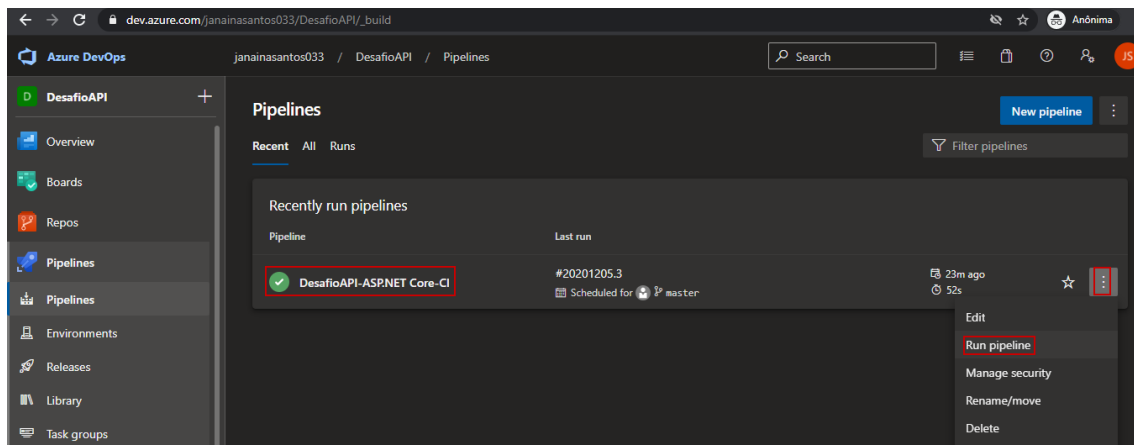 dev.azure.com/janainasantos033/DesafioAPI/_build
Anônima
Azure DevOps
janainasantos033 / DesafioAPI / Pipelines
Search
JS
D DesafioAPI
Overview
Boards
Repos
Pipelines
Pipelines
Environments
Releases
Library
Task groups
Pipelines
New pipeline
Recent All Runs
Filter pipelines
Recently run pipelines
Pipeline Last run
DesafioAPI-ASP.NET Core-CI
#20201205.3
Scheduled for master
23m ago
52s
Edit
Run pipeline
Manage security
Rename/move
Delete